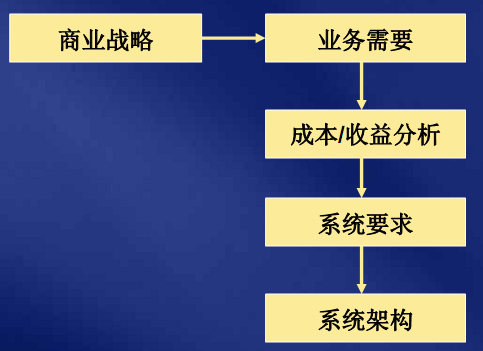 商业战略
业务需要
成本/收益分析
系统要求
系统架构